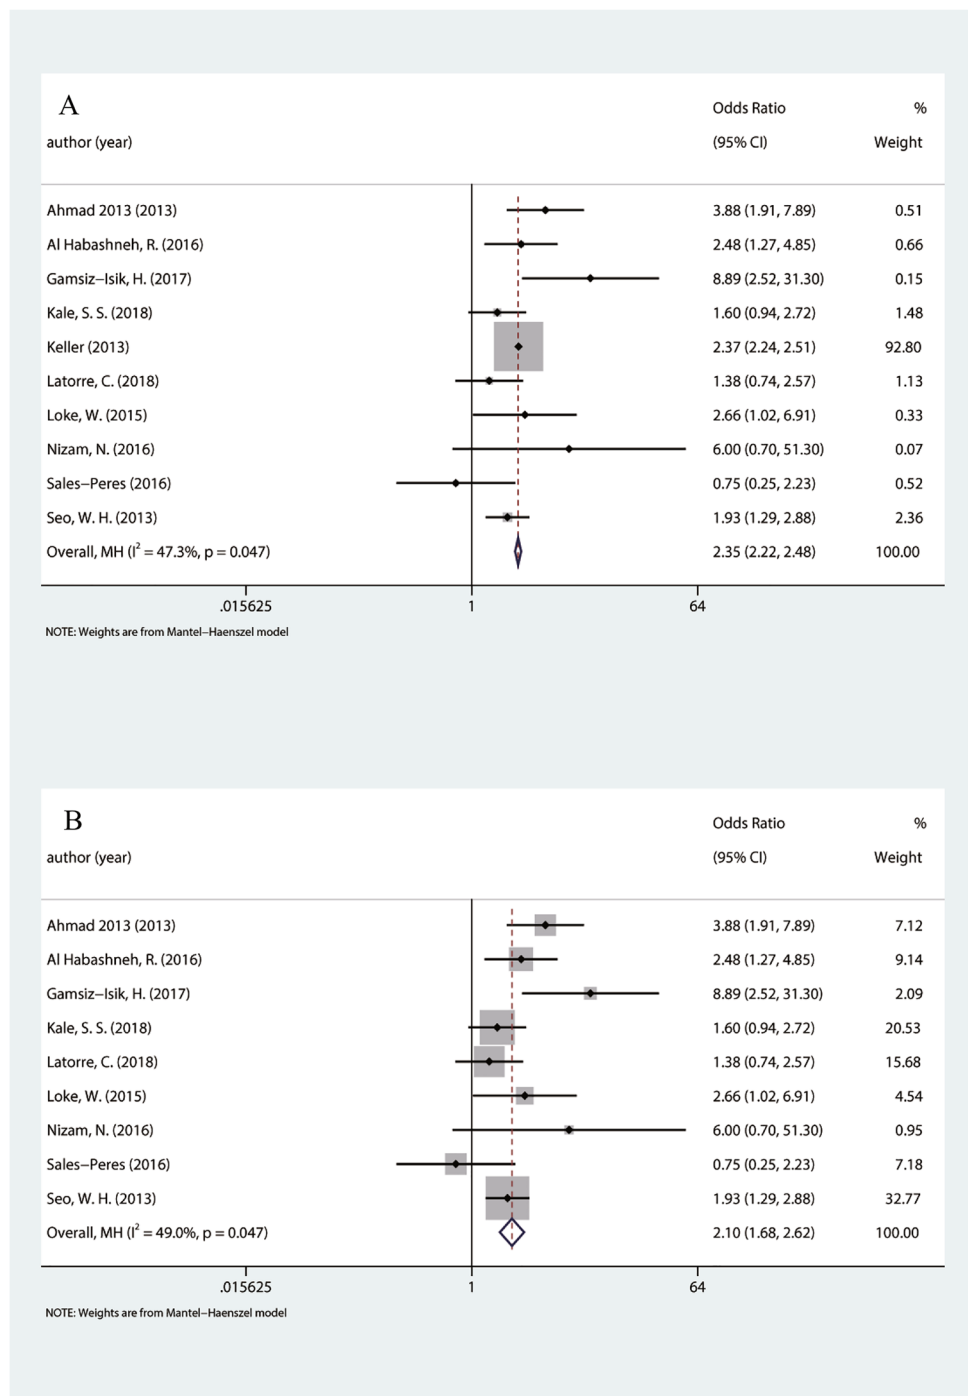 A
Odds Ratio %
author (year) (95% CI) Weight
Ahmad 2013 (2013) 3.88 (1.91, 7.89) 0.51
Al Habashneh, R. (2016) 2.48 (1.27, 4.85) 0.66
Gamsiz−Isik, H. (2017) 8.89 (2.52, 31.30) 0.15
Kale, S. S. (2018) 1.60 (0.94, 2.72) 1.48
Keller (2013) 2.37 (2.24, 2.51) 92.80
Latorre, C. (2018) 1.38 (0.74, 2.57) 1.13
Loke, W. (2015) 2.66 (1.02, 6.91) 0.33
Nizam, N. (2016) 6.00 (0.70, 51.30) 0.07
Sales−Peres (2016) 0.75 (0.25, 2.23) 0.52
Seo, W. H. (2013) 1.93 (1.29, 2.88) 2.36
Overall, MH (I² = 47.3%, p = 0.047) 2.35 (2.22, 2.48) 100.00
.015625 1 64
NOTE: Weights are from Mantel−Haenszel model
B
Odds Ratio %
author (year) (95% CI) Weight
Ahmad 2013 (2013) 3.88 (1.91, 7.89) 7.12
Al Habashneh, R. (2016) 2.48 (1.27, 4.85) 9.14
Gamsiz−Isik, H. (2017) 8.89 (2.52, 31.30) 2.09
Kale, S. S. (2018) 1.60 (0.94, 2.72) 20.53
Latorre, C. (2018) 1.38 (0.74, 2.57) 15.68
Loke, W. (2015) 2.66 (1.02, 6.91) 4.54
Nizam, N. (2016) 6.00 (0.70, 51.30) 0.95
Sales−Peres (2016) 0.75 (0.25, 2.23) 7.18
Seo, W. H. (2013) 1.93 (1.29, 2.88) 32.77
Overall, MH (I² = 49.0%, p = 0.047) 2.10 (1.68, 2.62) 100.00
.015625 1 64
NOTE: Weights are from Mantel−Haenszel model